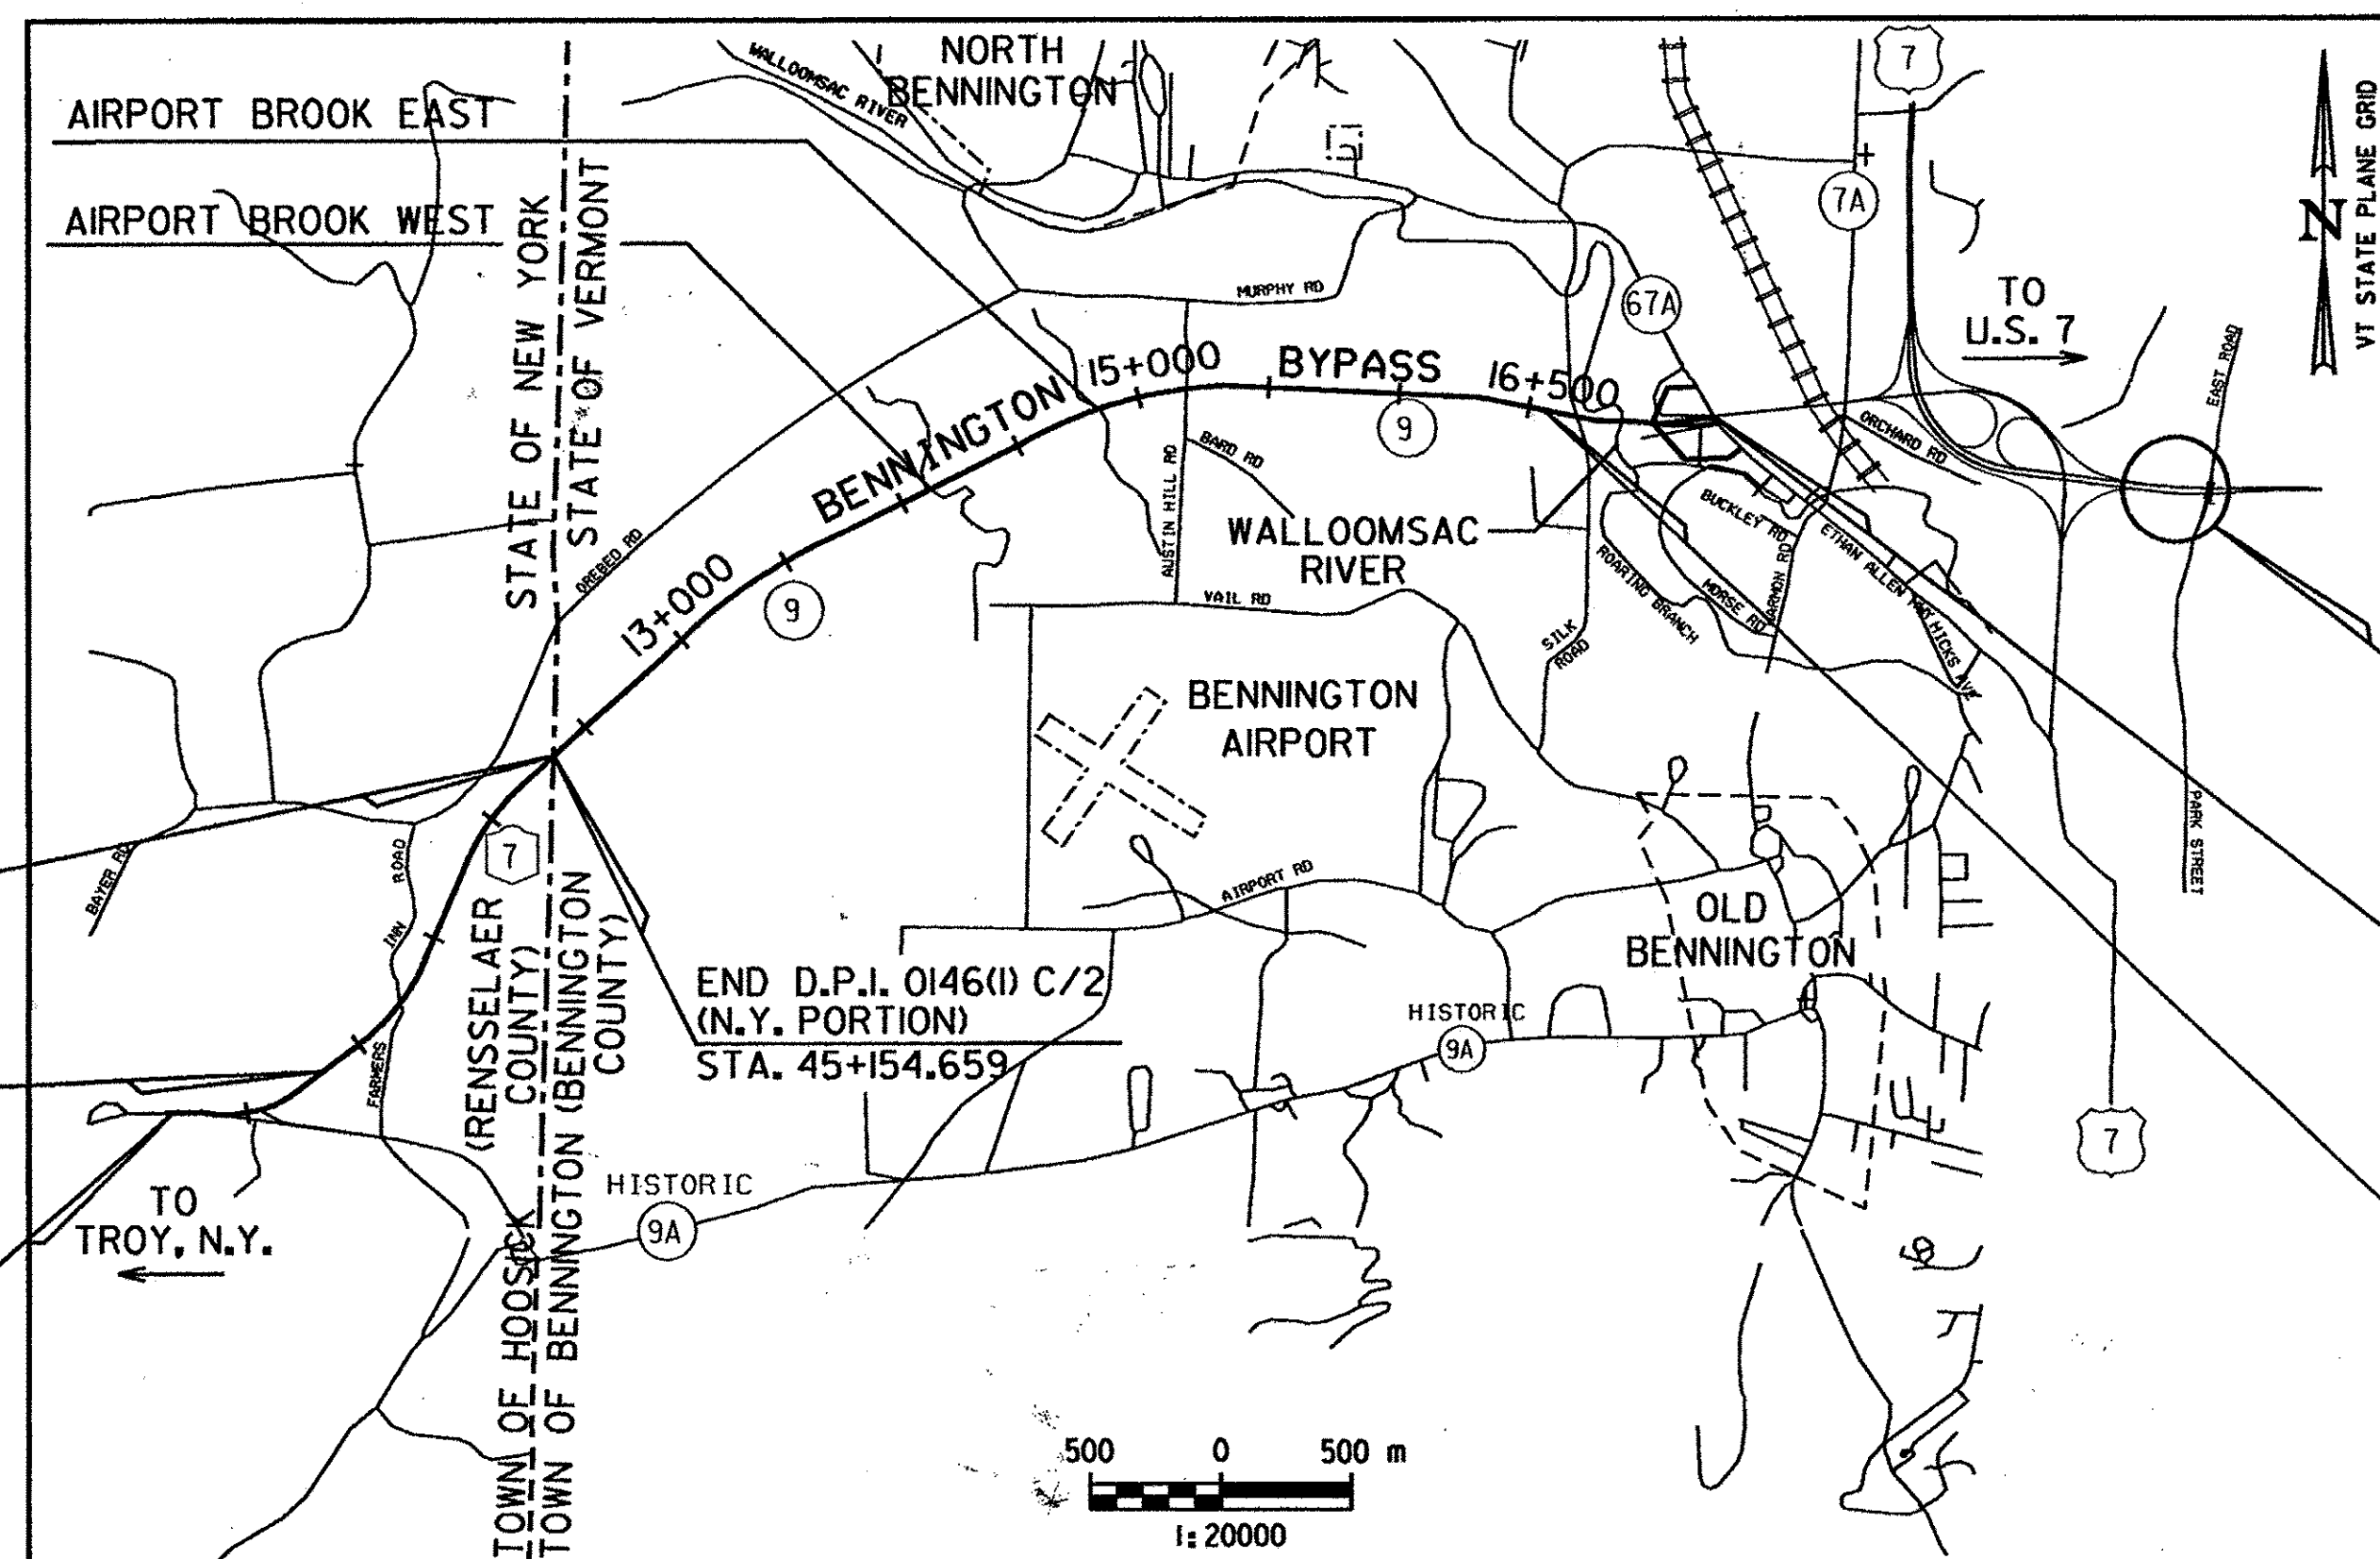 NORTH
BENNINGTON
WALLOOMSAC RIVER
7
AIRPORT BROOK EAST
AIRPORT BROOK WEST
STATE OF NEW YORK
STATE OF VERMONT
7A
N
VT STATE PLANE GRID
TO
U.S. 7
67A
MURPHY RD
EAST ROAD
BENNINGTON
15+000
BYPASS
16+500
9
ORCHARD RD
BARD RD
AUSTIN HILL RD
WALLOOMSAC
RIVER
BUCKLEY RD
ETHAN ALLEN HWY
HARMON RD
ROARING BRANCH
MORSE RD
HICKS AVE
OREBED RD
13+000
9
VAIL RD
SILK
ROAD
BENNINGTON
AIRPORT
PARK STREET
7
BAYER RD
FARMERS
INN
ROAD
AIRPORT RD
OLD
BENNINGTON
(RENSSELAER
COUNTY)
(BENNINGTON
COUNTY)
END D.P.I. 0146(1) C/2
(N.Y. PORTION)
STA. 45+154.659
HISTORIC
9A
7
TO
TROY, N.Y.
HISTORIC
9A
TOWN OF HOOSICK
TOWN OF BENNINGTON
500 0 500 m
1:20000